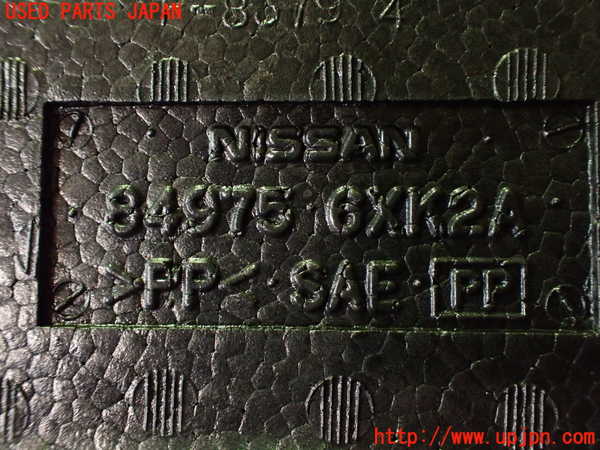 USED PARTS JAPAN
NISSAN
84975 6XK2A
>PP< · SAE · PP
http://www.upjpn.com